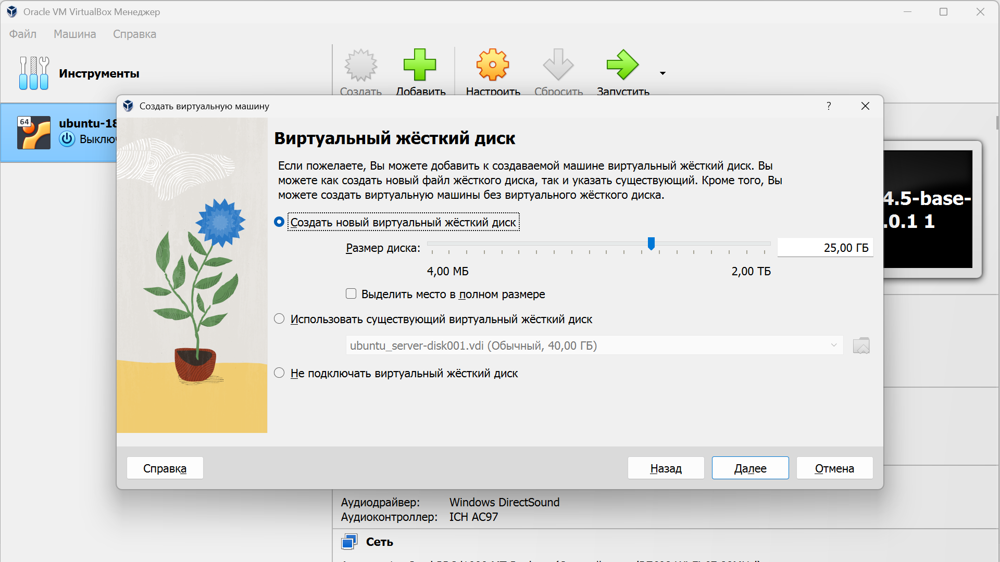 Oracle VM VirtualBox Менеджер
Файл Машина Справка
Инструменты
Создать Добавить Настроить Сбросить Запустить
64
ubuntu-18
Выклю
Создать виртуальную машину
?
Виртуальный жёсткий диск
Если пожелаете, Вы можете добавить к создаваемой машине виртуальный жёсткий диск. Вы
можете как создать новый файл жёсткого диска, так и указать существующий. Кроме того, Вы
можете создать виртуальную машины без виртуального жёсткого диска.
Создать новый виртуальный жёсткий диск
Размер диска: 25,00 ГБ
4,00 МБ 2,00 ТБ
Выделить место в полном размере
Использовать существующий виртуальный жёсткий диск
ubuntu_server-disk001.vdi (Обычный, 40,00 ГБ)
Не подключать виртуальный жёсткий диск
Справка Назад Далее Отмена
4.5-base-
.0.1 1
Аудиодрайвер: Windows DirectSound
Аудиоконтроллер: ICH AC97
Сеть